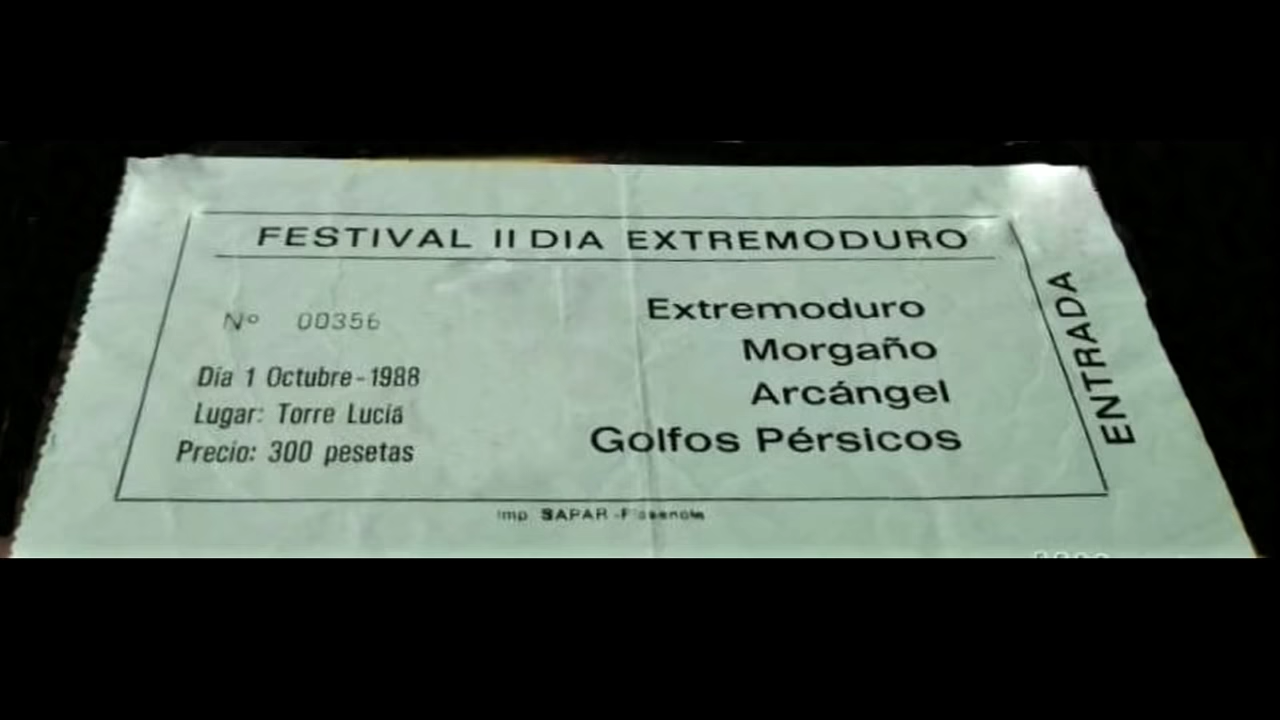 FESTIVAL II DIA EXTREMODURO
Nº 00356
Día 1 Octubre-1988
Lugar: Torre Lucía
Precio: 300 pesetas
Extremoduro
Morgaño
Arcángel
Golfos Pérsicos
ENTRADA
Imp SAPAR